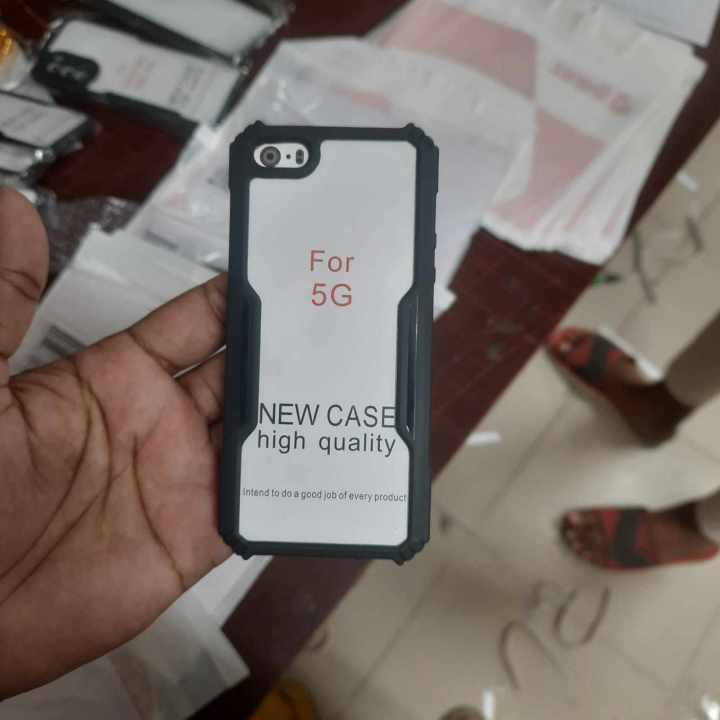 For
5G
NEW CASE
high quality
intend to do a good job of every product